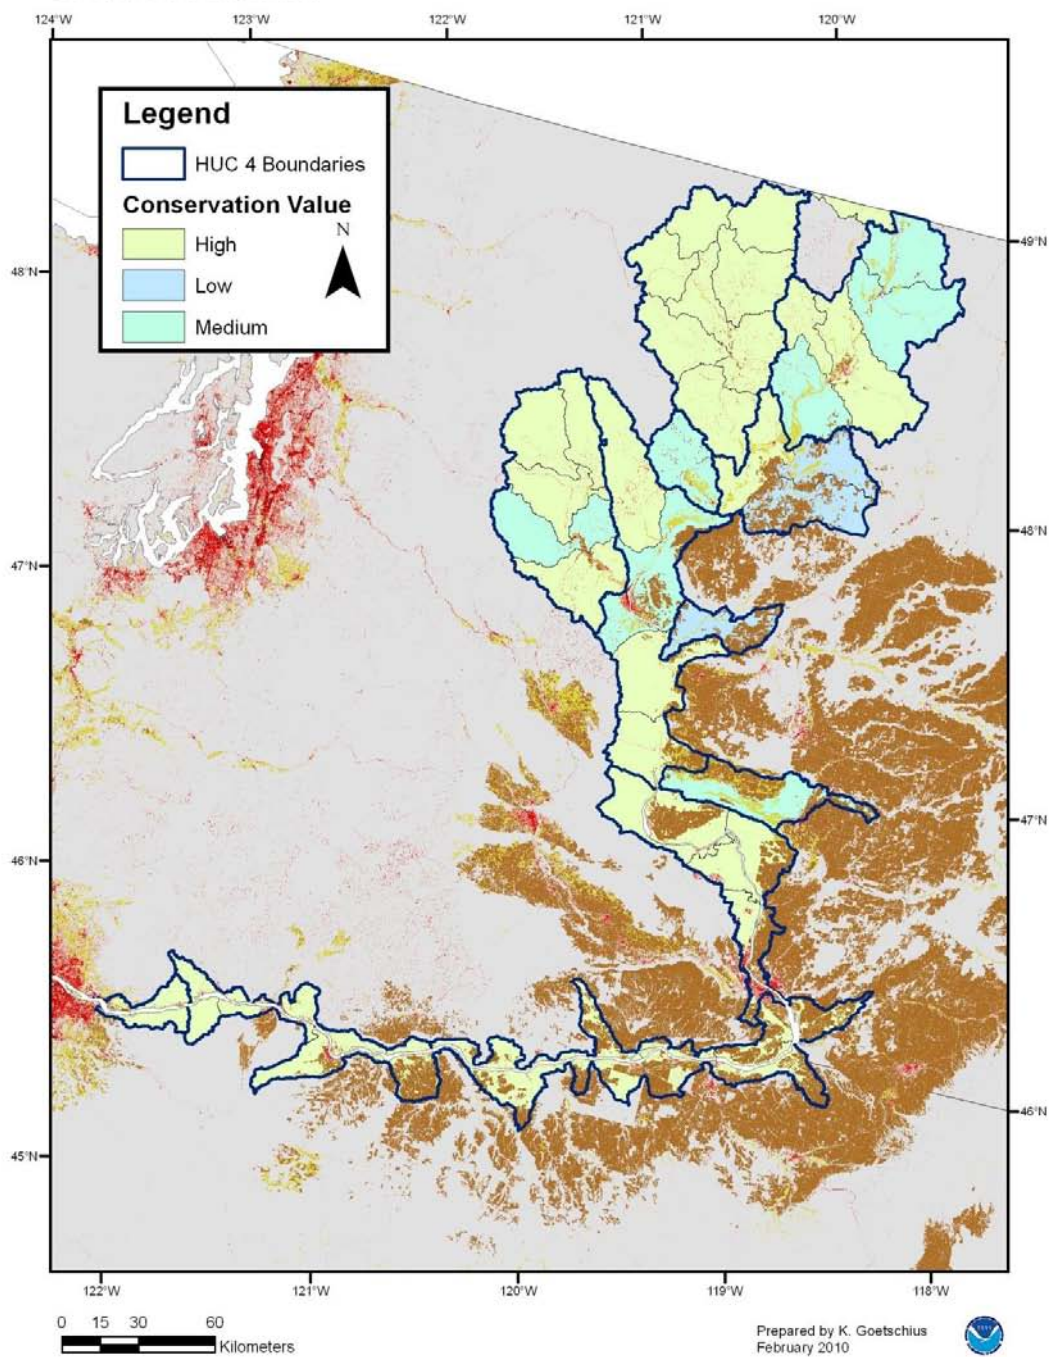 124°W 123°W 122°W 121°W 120°W
Legend
HUC 4 Boundaries
Conservation Value
N
High
Low
Medium
48°N
49°N
48°N
47°N
47°N
46°N
46°N
45°N
122°W 121°W 120°W 119°W 118°W
0 15 30 60
Kilometers
Prepared by K. Goetschius
February 2010